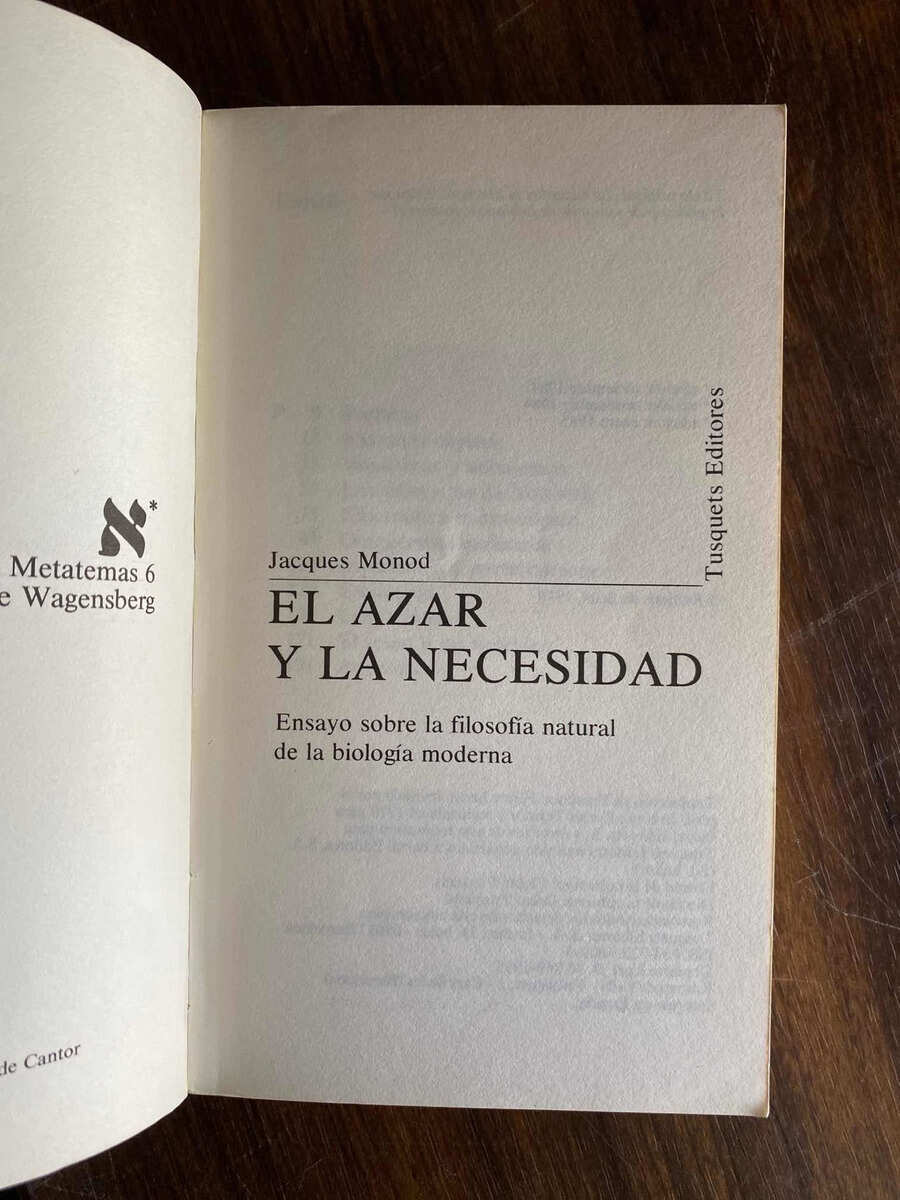 ℵ*
Metatemas 6
e Wagensberg
de Cantor
Tusquets Editores
Jacques Monod
EL AZAR
Y LA NECESIDAD
Ensayo sobre la filosofía natural
de la biología moderna